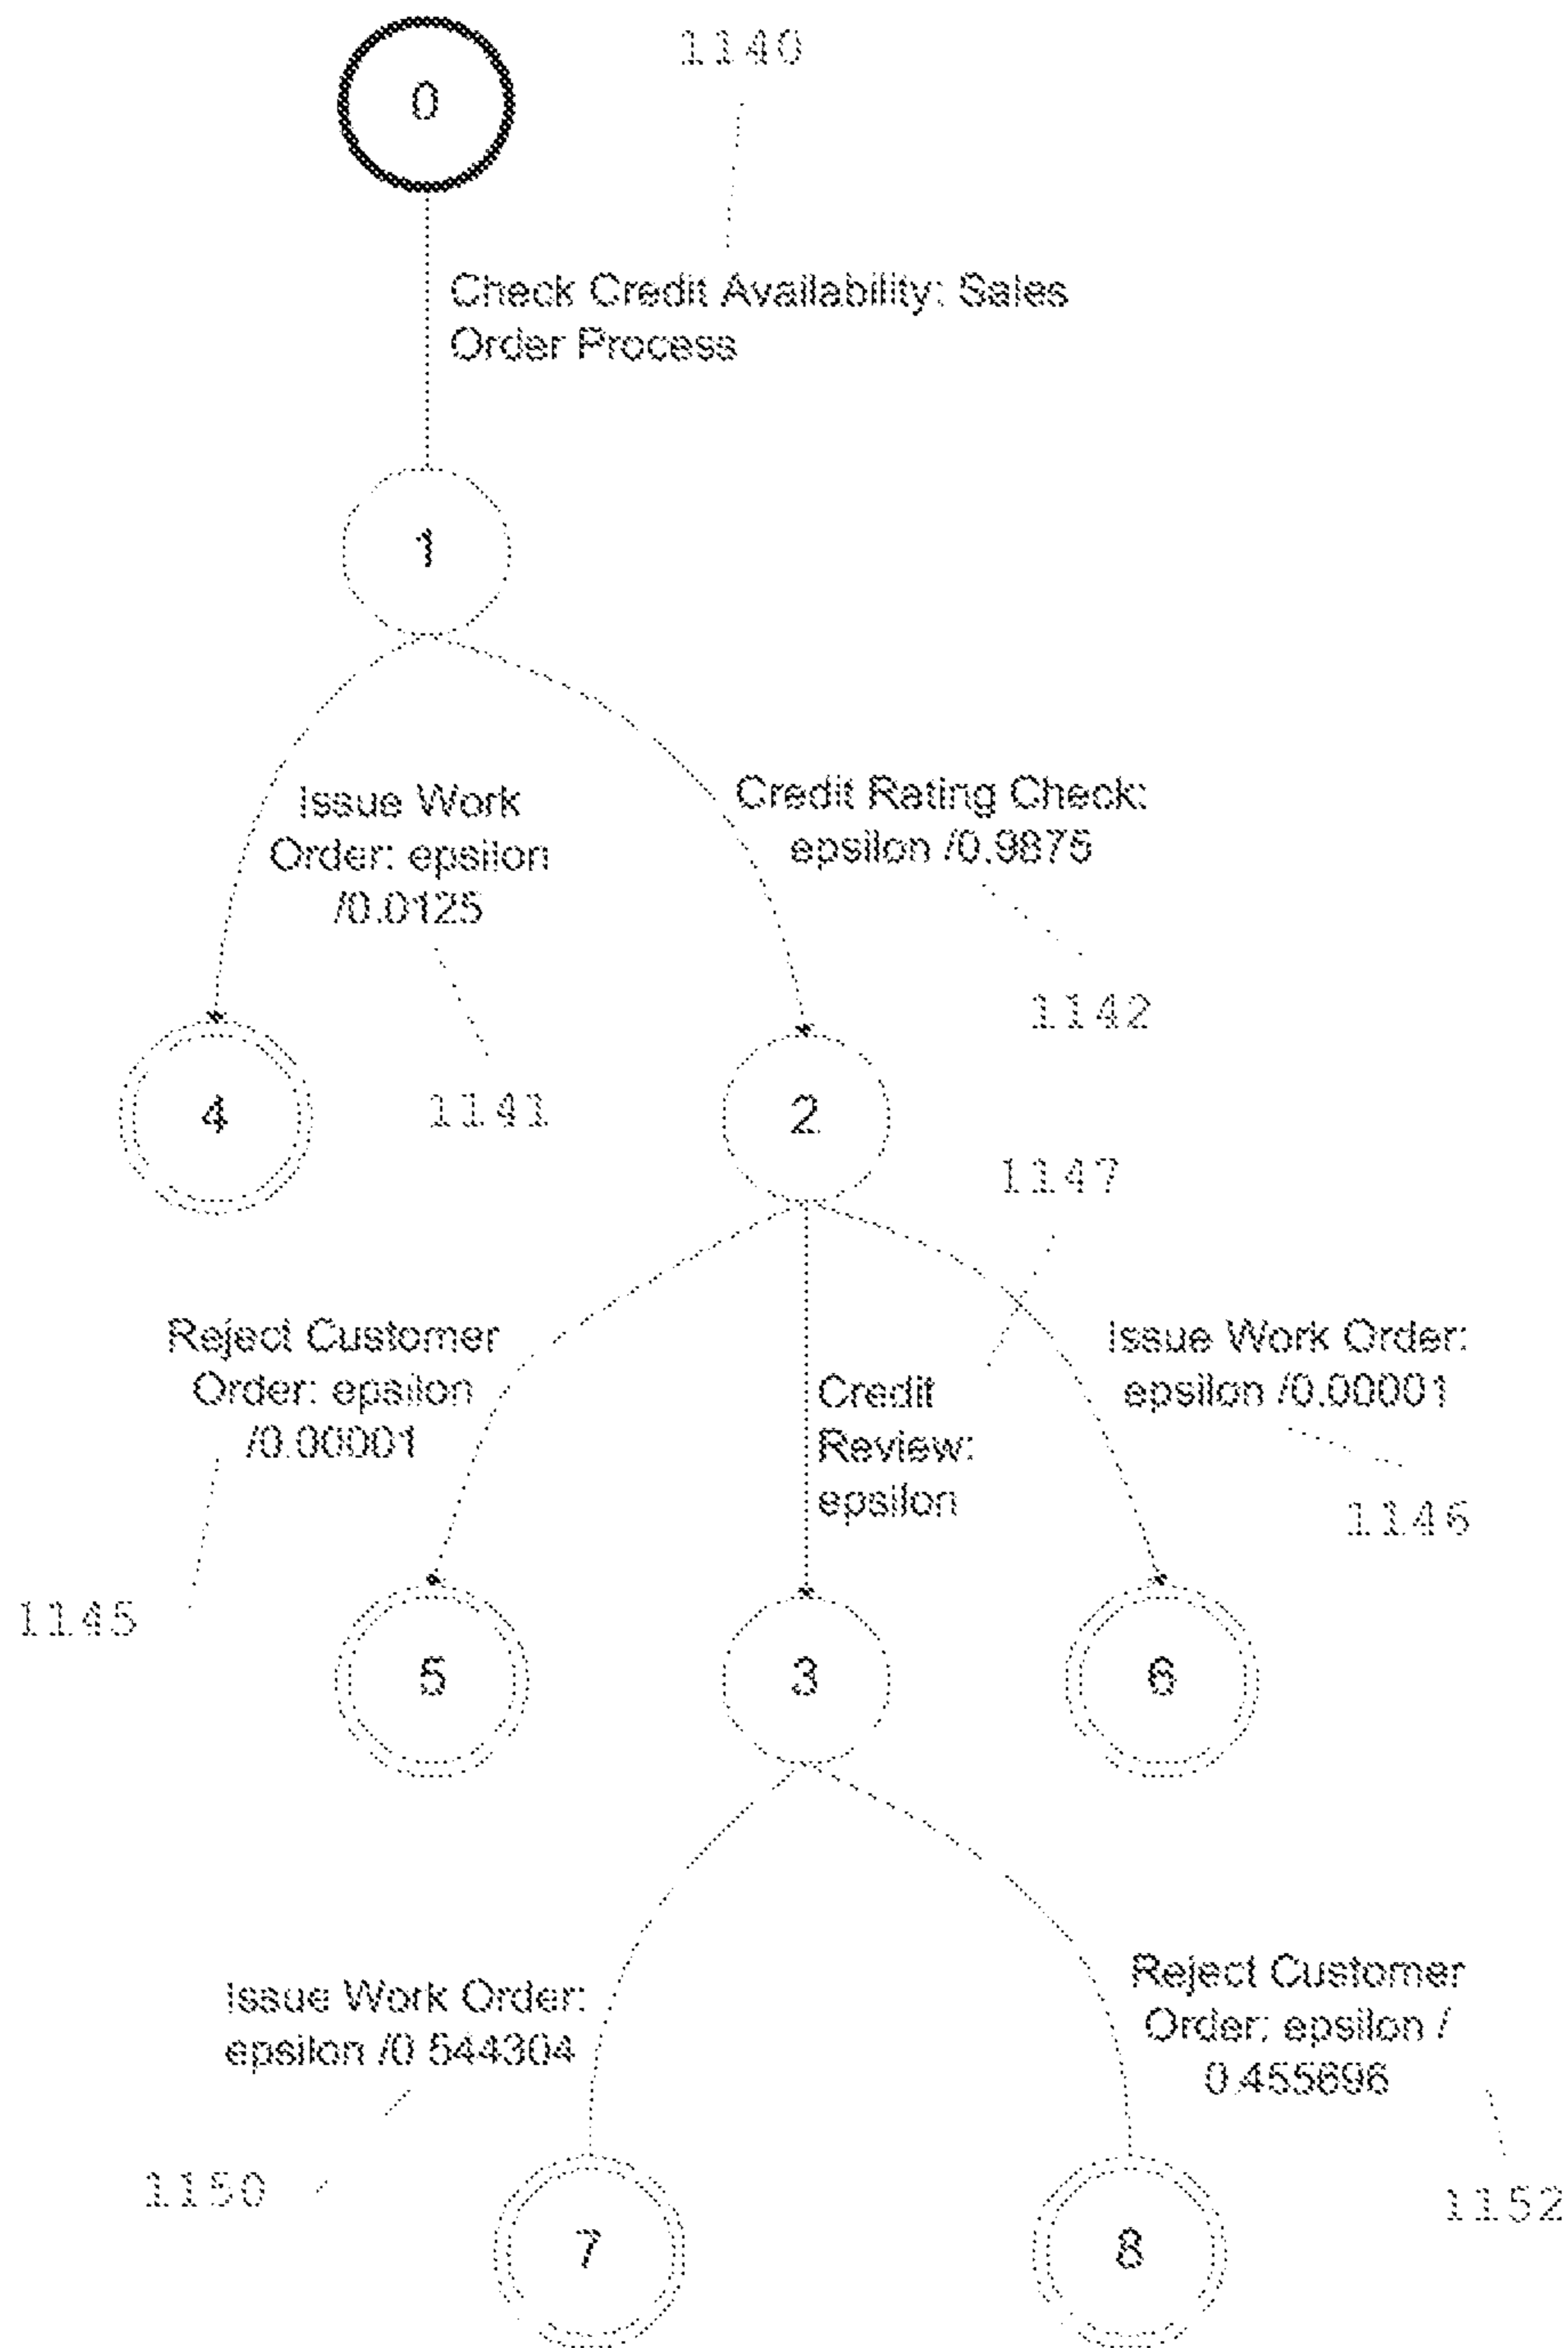 0
1140
Check Credit Availability: Sales
Order Process
1
Issue Work
Order: epsilon
/0.0125
Credit Rating Check:
epsilon /0.9875
1142
4
1141
2
1147
Reject Customer
Order: epsilon
/0.00001
Credit
Review:
epsilon
Issue Work Order:
epsilon /0.00001
1146
1145
5
3
6
Issue Work Order:
epsilon /0.544304
Reject Customer
Order: epsilon /
0.455696
1150
1152
7
8